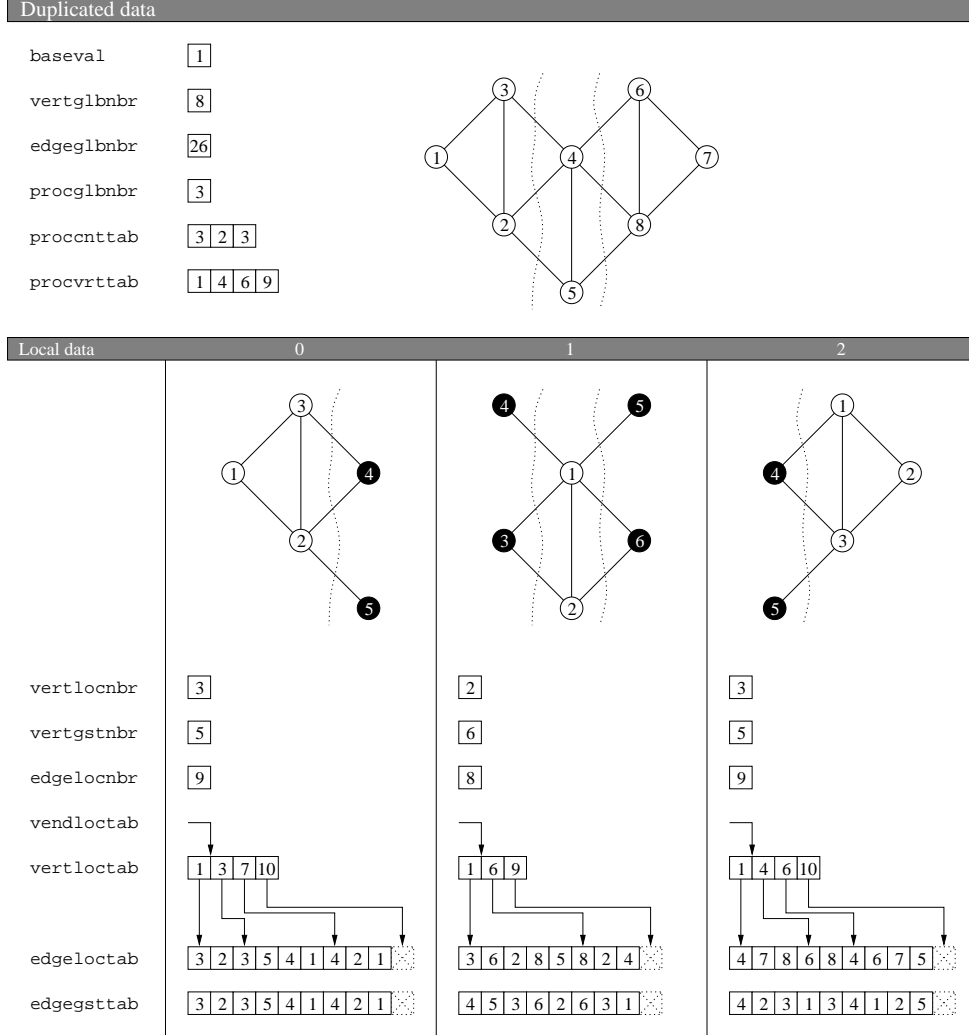 Duplicated data
baseval 1
vertglbnbr 8
edgeglbnbr 26
procglbnbr 3
proccnttab 3 2 3
procvrttab 1 4 6 9
3 6
1 4 7
2 8
5
Local data 0 1 2
3 4 5 1
1 4 1 4 2
2 3 6 3
5 2 5
vertlocnbr 3 2 3
vertgstnbr 5 6 5
edgelocnbr 9 8 9
vendloctab
vertloctab 1 3 7 10 1 6 9 1 4 6 10
edgeloctab 3 2 3 5 4 1 4 2 1 3 6 2 8 5 8 2 4 4 7 8 6 8 4 6 7 5
edgegsttab 3 2 3 5 4 1 4 2 1 4 5 3 6 2 6 3 1 4 2 3 1 3 4 1 2 5